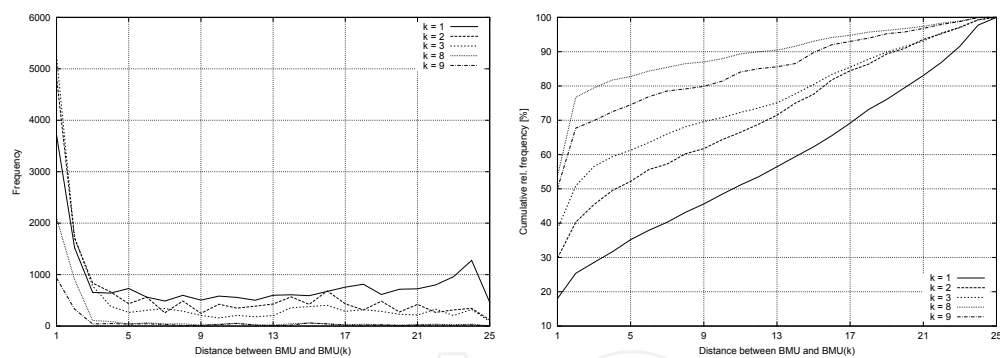 6000
5000
4000
3000
2000
1000
0
Frequency
1 5 9 13 17 21 25
Distance between BMU and BMU(k)
k = 1
k = 2
k = 3
k = 8
k = 9
100
90
80
70
60
50
40
30
20
10
Cumulative rel. frequency [%]
1 5 9 13 17 21 25
Distance between BMU and BMU(k)
k = 1
k = 2
k = 3
k = 8
k = 9